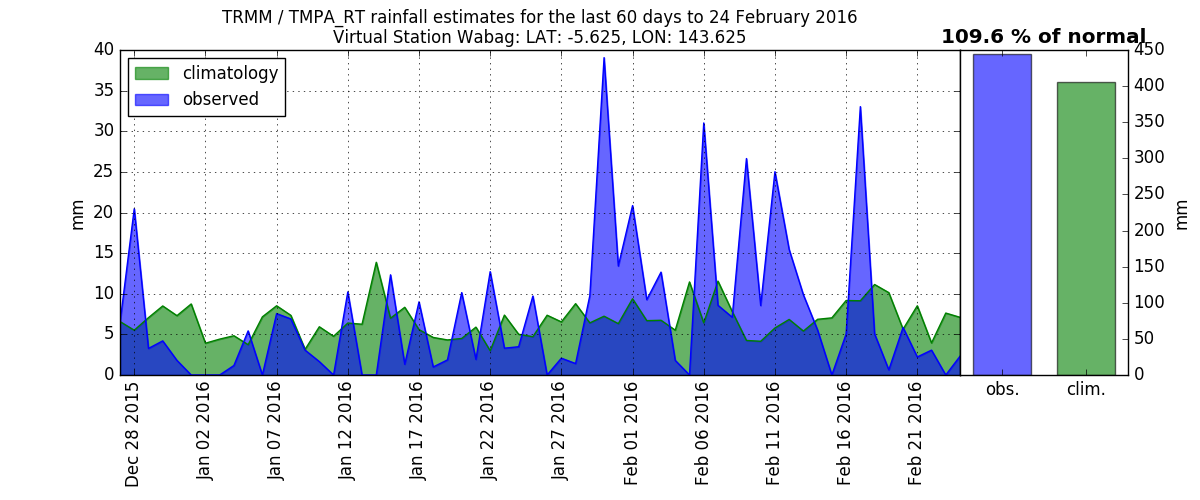 TRMM / TMPA_RT rainfall estimates for the last 60 days to 24 February 2016
Virtual Station Wabag: LAT: -5.625, LON: 143.625
109.6 % of normal
climatology
observed
40
35
30
25
20
15
10
5
0
mm
450
400
350
300
250
200
150
100
50
0
mm
obs.
clim.
Dec 28 2015
Jan 02 2016
Jan 07 2016
Jan 12 2016
Jan 17 2016
Jan 22 2016
Jan 27 2016
Feb 01 2016
Feb 06 2016
Feb 11 2016
Feb 16 2016
Feb 21 2016